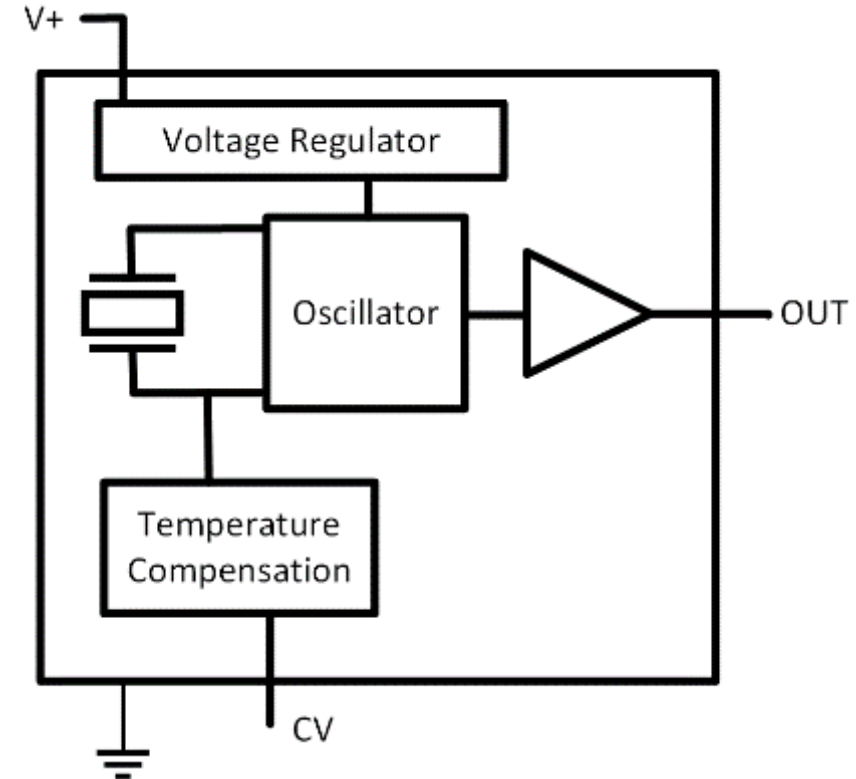 V+
Voltage Regulator
Oscillator
OUT
Temperature
Compensation
CV